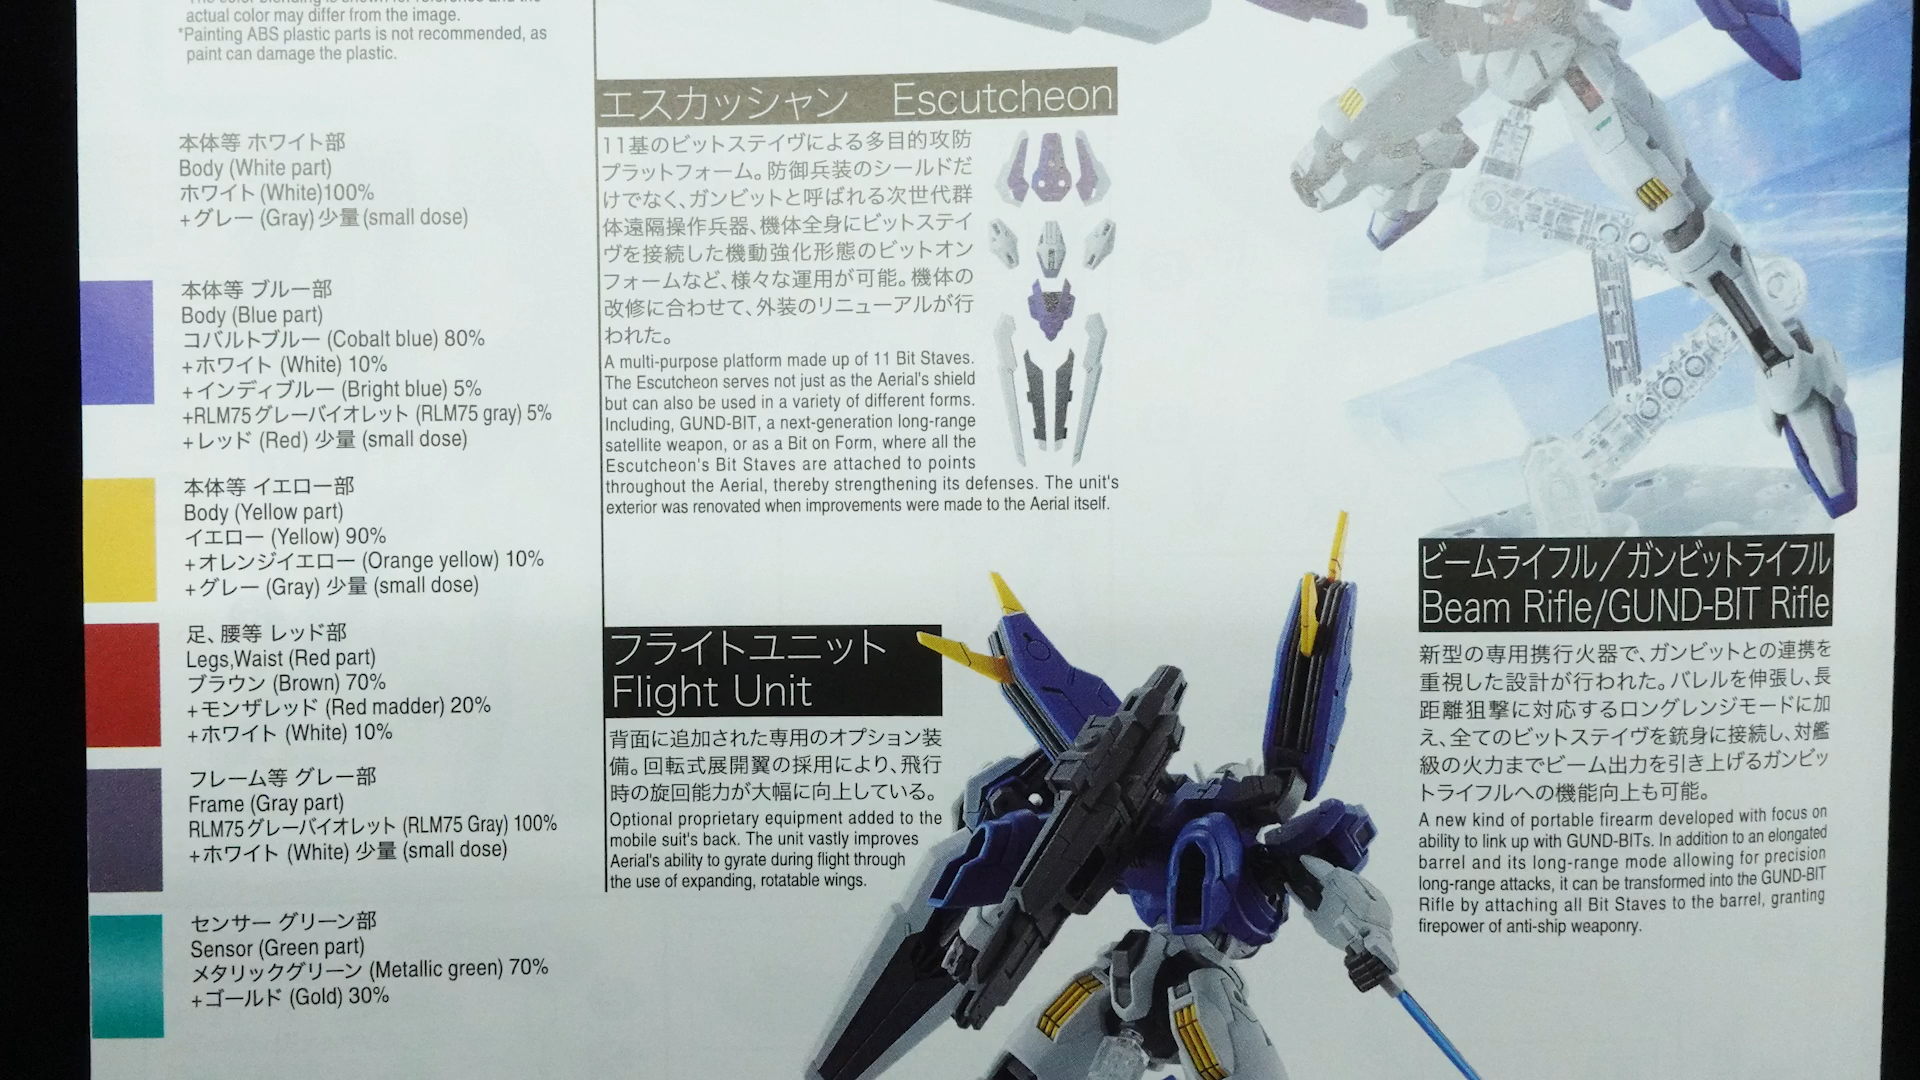 actual color may differ from the image.
*Painting ABS plastic parts is not recommended, as
paint can damage the plastic.
本体等 ホワイト部
Body (White part)
ホワイト (White)100%
+グレー (Gray) 少量 (small dose)
本体等 ブルー部
Body (Blue part)
コバルトブルー (Cobalt blue) 80%
+ホワイト (White) 10%
+インディブルー (Bright blue) 5%
+RLM75グレーバイオレット (RLM75 gray) 5%
+レッド (Red) 少量 (small dose)
本体等 イエロー部
Body (Yellow part)
イエロー (Yellow) 90%
+オレンジイエロー (Orange yellow) 10%
+グレー (Gray) 少量 (small dose)
足、腰等 レッド部
Legs,Waist (Red part)
ブラウン (Brown) 70%
+モンザレッド (Red madder) 20%
+ホワイト (White) 10%
フレーム等 グレー部
Frame (Gray part)
RLM75グレーバイオレット (RLM75 Gray) 100%
+ホワイト (White) 少量 (small dose)
センサー グリーン部
Sensor (Green part)
メタリックグリーン (Metallic green) 70%
+ゴールド (Gold) 30%
エスカッシャン Escutcheon
11基のビットステイヴによる多目的攻防
プラットフォーム。防御兵装のシールドだ
けでなく、ガンビットと呼ばれる次世代群
体遠隔操作兵器、機体全身にビットステイ
ヴを接続した機動強化形態のビットオン
フォームなど、様々な運用が可能。機体の
改修に合わせて、外装のリニューアルが行
われた。
A multi-purpose platform made up of 11 Bit Staves.
The Escutcheon serves not just as the Aerial's shield
but can also be used in a variety of different forms.
Including, GUND-BIT, a next-generation long-range
satellite weapon, or as a Bit on Form, where all the
Escutcheon's Bit Staves are attached to points
throughout the Aerial, thereby strengthening its defenses. The unit's
exterior was renovated when improvements were made to the Aerial itself.
フライトユニット
Flight Unit
背面に追加された専用のオプション装
備。回転式展開翼の採用により、飛行
時の旋回能力が大幅に向上している。
Optional proprietary equipment added to the
mobile suit's back. The unit vastly improves
Aerial's ability to gyrate during flight through
the use of expanding, rotatable wings.
ビームライフル/ガンビットライフル
Beam Rifle/GUND-BIT Rifle
新型の専用携行火器で、ガンビットとの連携を
重視した設計が行われた。バレルを伸張し、長
距離狙撃に対応するロングレンジモードに加
え、全てのビットステイヴを銃身に接続し、対艦
級の火力までビーム出力を引き上げるガンビッ
トライフルへの機能向上も可能。
A new kind of portable firearm developed with focus on
ability to link up with GUND-BITs. In addition to an elongated
barrel and its long-range mode allowing for precision
long-range attacks, it can be transformed into the GUND-BIT
Rifle by attaching all Bit Staves to the barrel, granting
firepower of anti-ship weaponry.